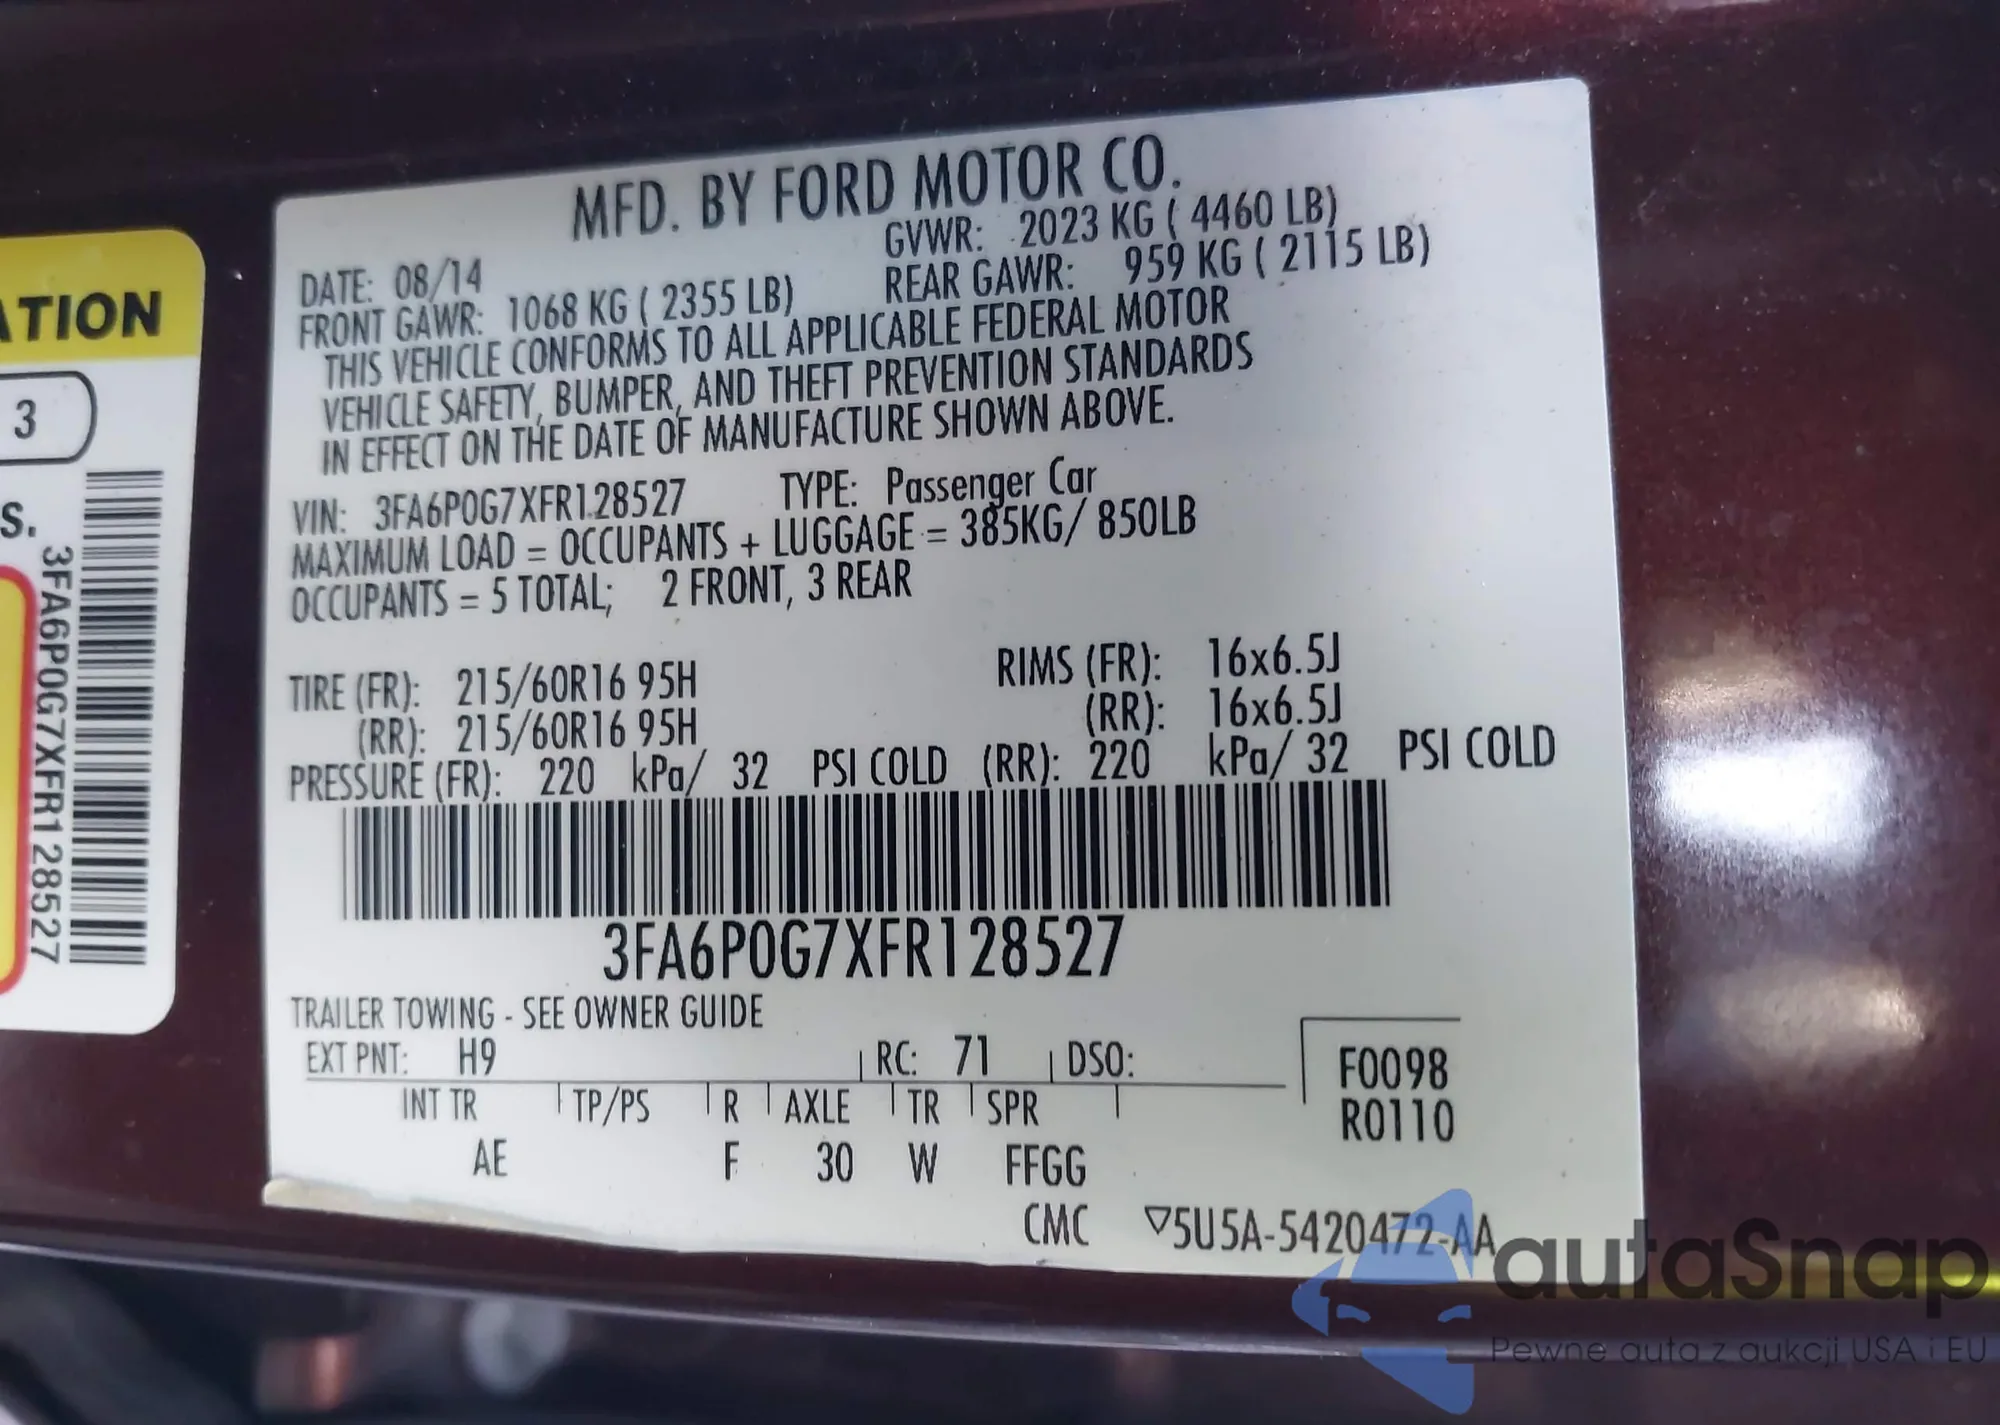 MFD. BY FORD MOTOR CO.
DATE: 08/14 GVWR: 2023 KG ( 4460 LB)
FRONT GAWR: 1068 KG ( 2355 LB) REAR GAWR: 959 KG ( 2115 LB)
THIS VEHICLE CONFORMS TO ALL APPLICABLE FEDERAL MOTOR
VEHICLE SAFETY, BUMPER, AND THEFT PREVENTION STANDARDS
IN EFFECT ON THE DATE OF MANUFACTURE SHOWN ABOVE.
VIN: 3FA6P0G7XFR128527 TYPE: Passenger Car
MAXIMUM LOAD = OCCUPANTS + LUGGAGE = 385KG/ 850LB
OCCUPANTS = 5 TOTAL; 2 FRONT, 3 REAR
TIRE (FR): 215/60R16 95H RIMS (FR): 16x6.5J
(RR): 215/60R16 95H (RR): 16x6.5J
PRESSURE (FR): 220 kPa/ 32 PSI COLD (RR): 220 kPa/ 32 PSI COLD
3FA6P0G7XFR128527
TRAILER TOWING - SEE OWNER GUIDE
EXT PNT: H9 RC: 71 DSO: F0098
INT TR TP/PS R AXLE TR SPR R0110
AE F 30 W FFGG
CMC ▽5U5A-5420472-AA
ATION
3
S.
3FA6P0G7XFR128527
autaSnap
Pewne auta z aukcji USA i EU